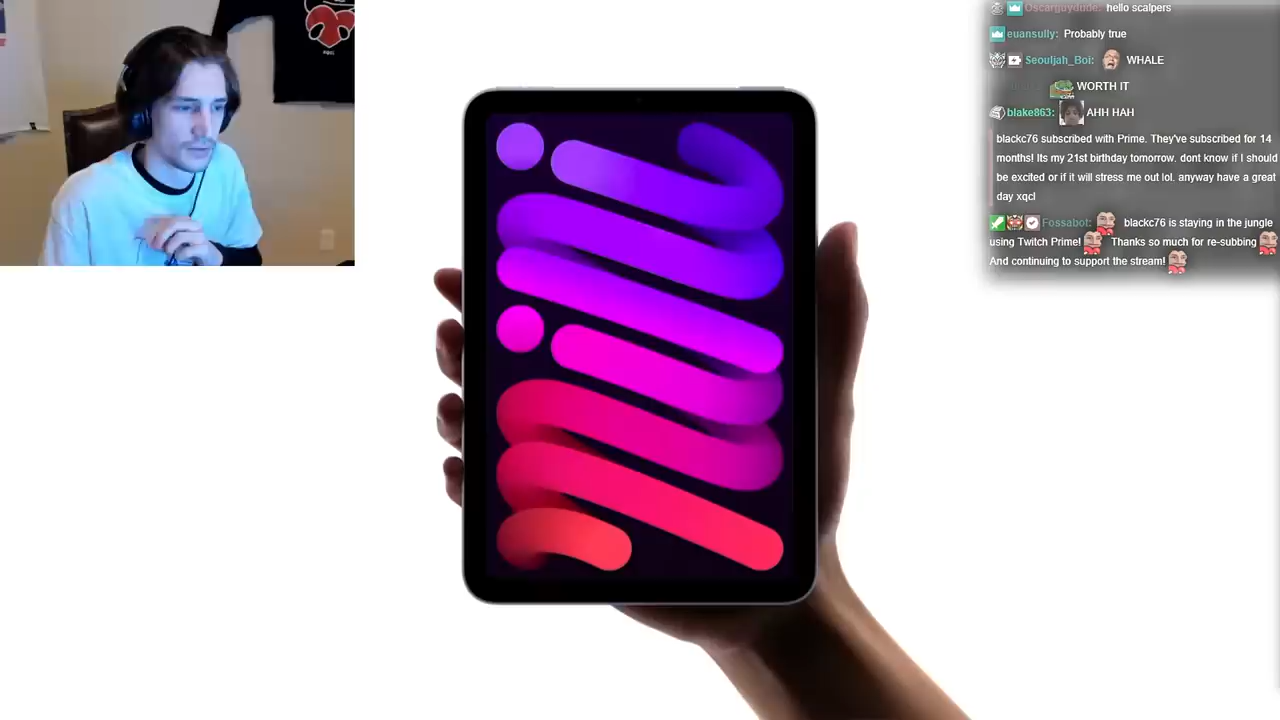 Oscarguydude: hello scalpers
euansully: Probably true
Seouljah_Boi: WHALE
WORTH IT
blake863: AHH HAH
blackc76 subscribed with Prime. They've subscribed for 14
months! Its my 21st birthday tomorrow. dont know if I should
be excited or if it will stress me out lol. anyway have a great
day xqcl
Fossabot: blackc76 is staying in the jungle
using Twitch Prime! Thanks so much for re-subbing
And continuing to support the stream!